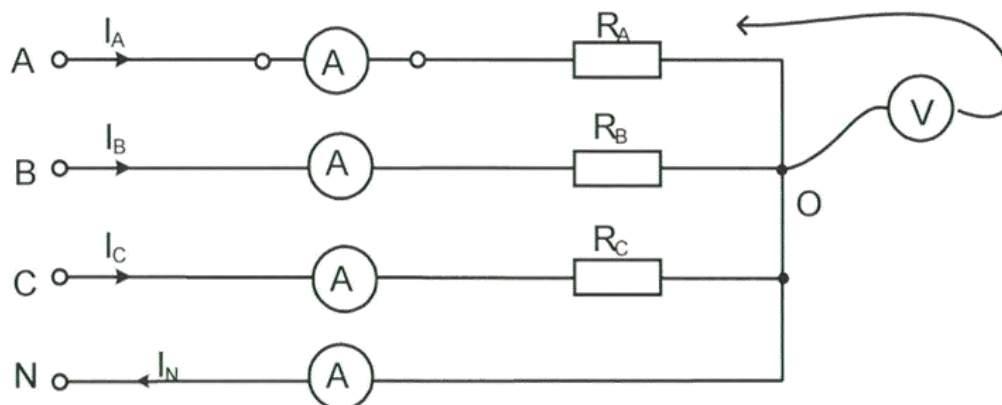 A I_A A R_A
V
B I_B A R_B
O
C I_C A R_C
N I_N A